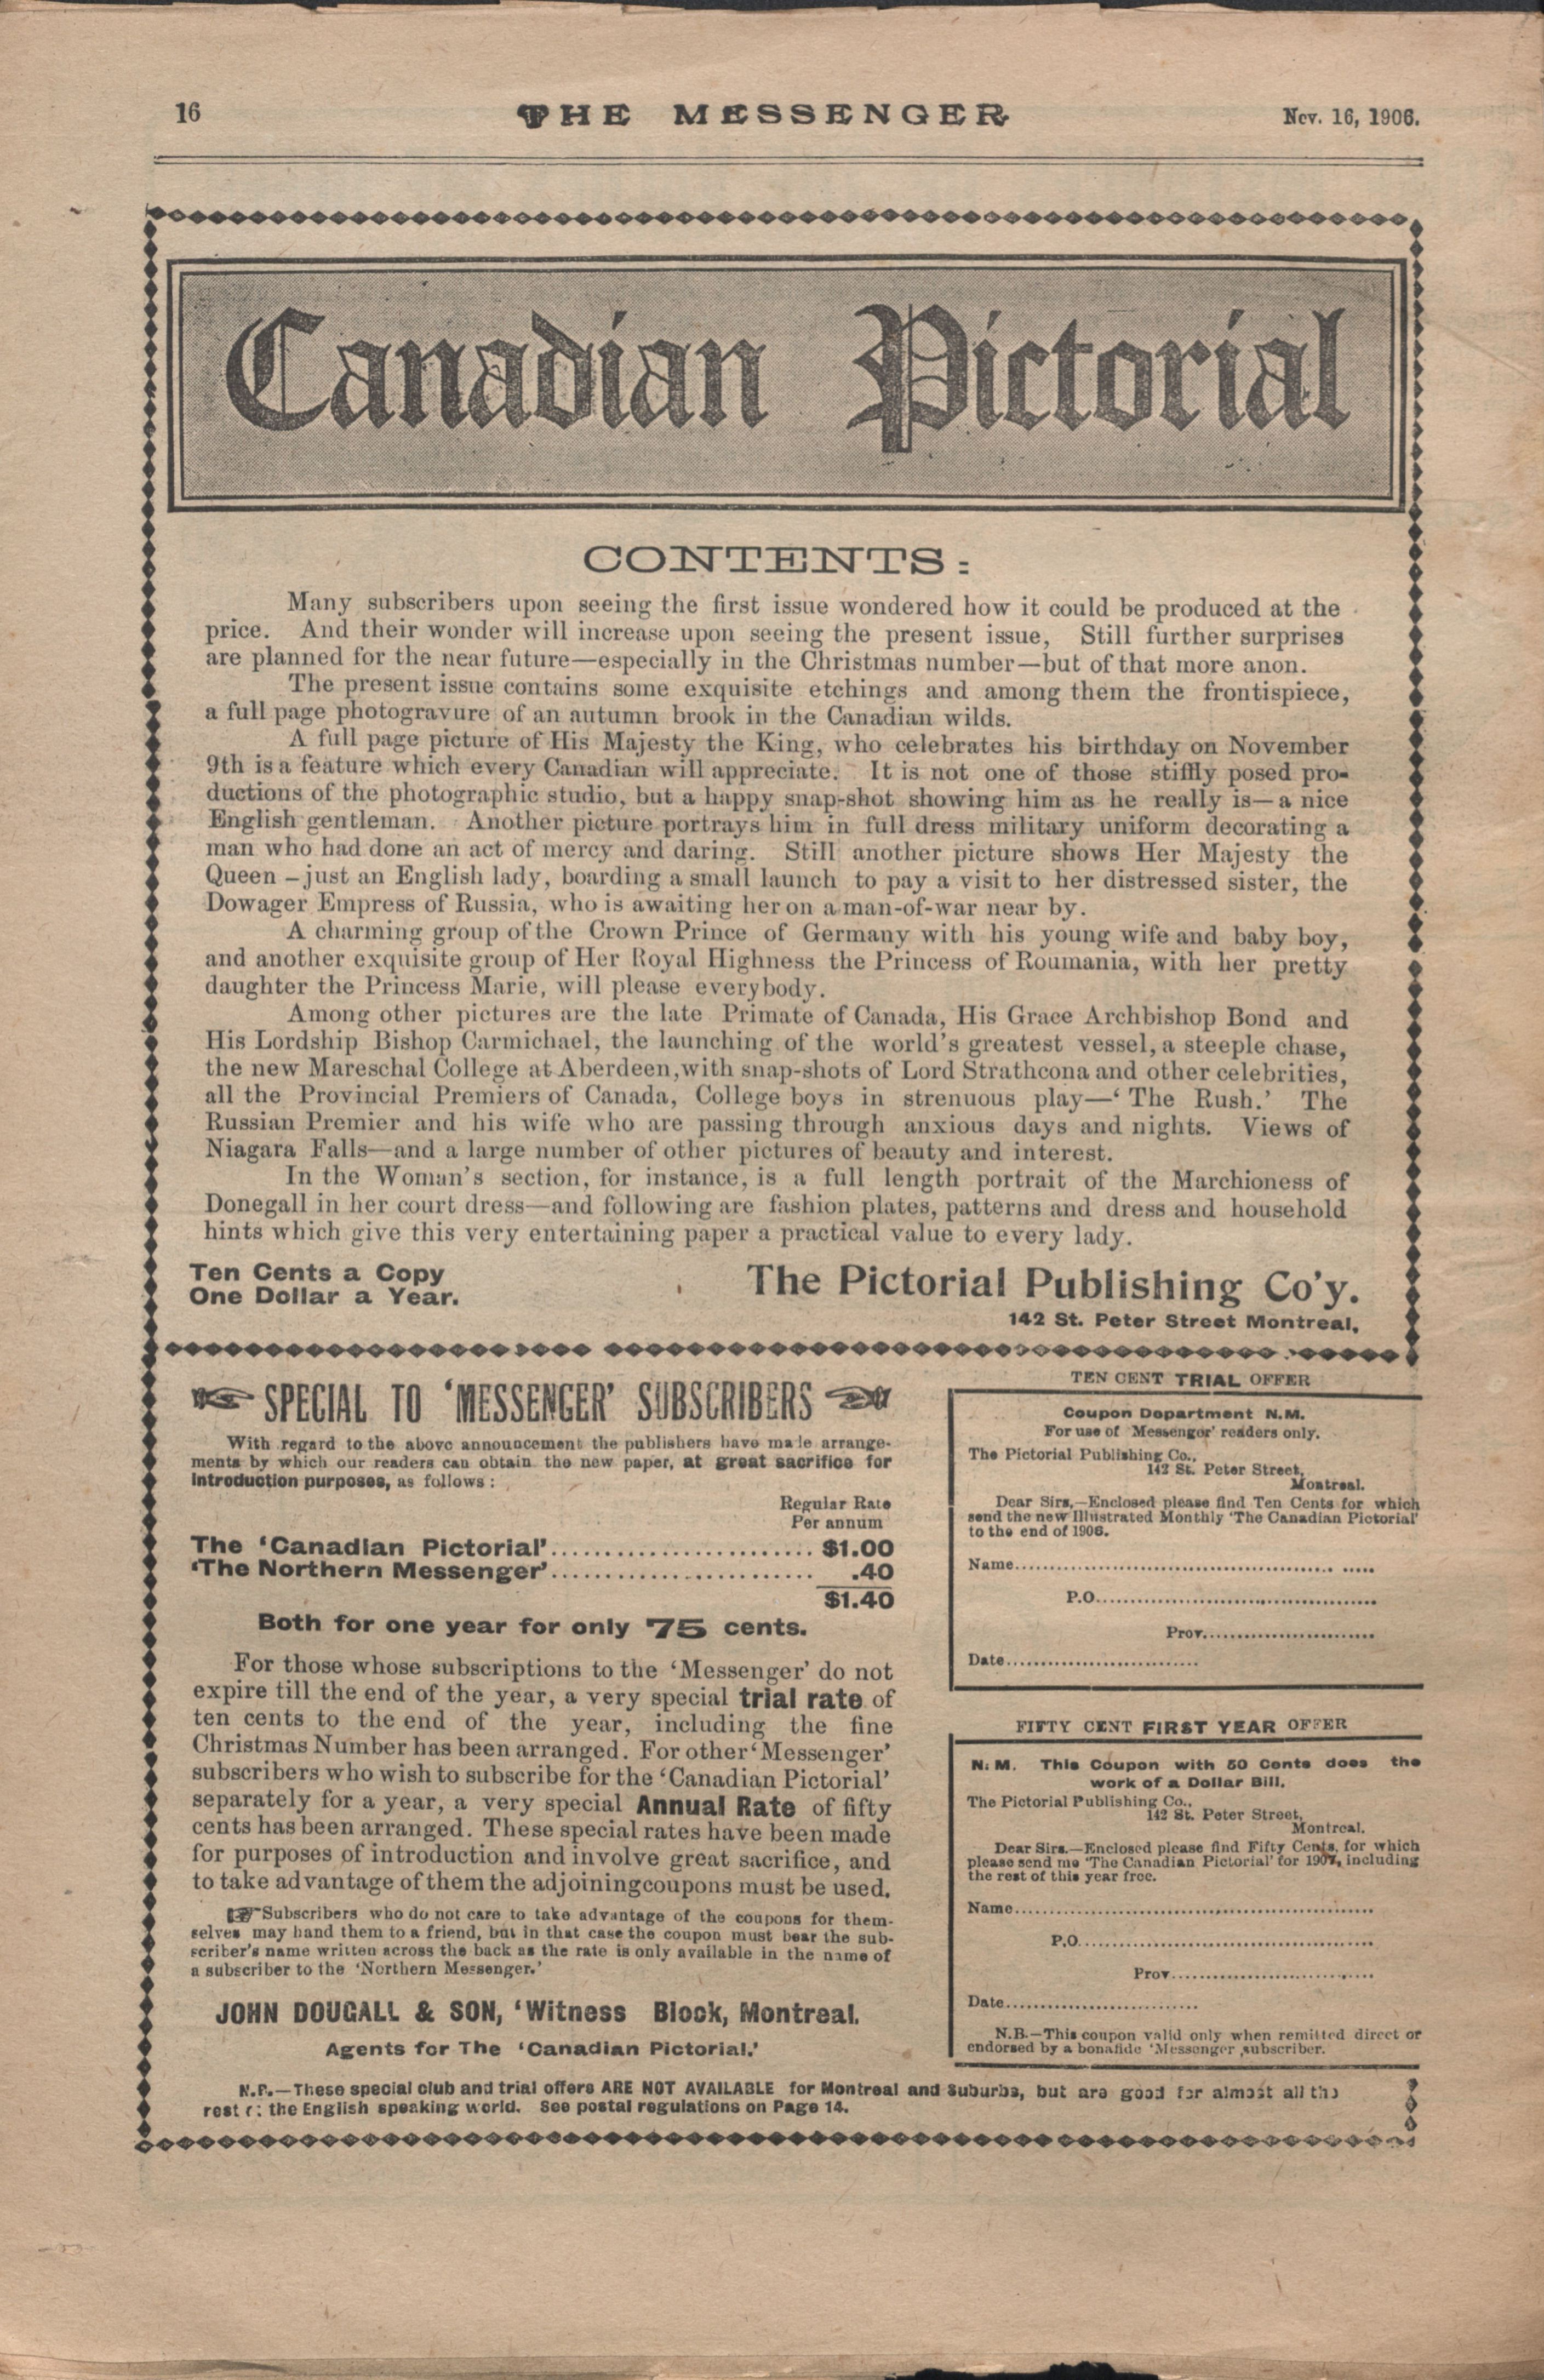 16
THE MESSENGER
Nov. 16, 1906.
Canadian Pictorial
CONTENTS:
Many subscribers upon seeing the first issue wondered how it could be produced at the
price. And their wonder will increase upon seeing the present issue, Still further surprises
are planned for the near future—especially in the Christmas number—but of that more anon.
The present issue contains some exquisite etchings and among them the frontispiece,
a full page photogravure of an autumn brook in the Canadian wilds.
A full page picture of His Majesty the King, who celebrates his birthday on November
9th is a feature which every Canadian will appreciate. It is not one of those stiffly posed pro-
ductions of the photographic studio, but a happy snap-shot showing him as he really is—a nice
English gentleman. Another picture portrays him in full dress military uniform decorating a
man who had done an act of mercy and daring. Still another picture shows Her Majesty the
Queen –just an English lady, boarding a small launch to pay a visit to her distressed sister, the
Dowager Empress of Russia, who is awaiting her on a man-of-war near by.
A charming group of the Crown Prince of Germany with his young wife and baby boy,
and another exquisite group of Her Royal Highness the Princess of Roumania, with her pretty
daughter the Princess Marie, will please everybody.
Among other pictures are the late Primate of Canada, His Grace Archbishop Bond and
His Lordship Bishop Carmichael, the launching of the world's greatest vessel, a steeple chase,
the new Mareschal College at Aberdeen,with snap-shots of Lord Strathcona and other celebrities,
all the Provincial Premiers of Canada, College boys in strenuous play—'The Rush.' The
Russian Premier and his wife who are passing through anxious days and nights. Views of
Niagara Falls—and a large number of other pictures of beauty and interest.
In the Woman's section, for instance, is a full length portrait of the Marchioness of
Donegall in her court dress—and following are fashion plates, patterns and dress and household
hints which give this very entertaining paper a practical value to every lady.
Ten Cents a Copy
One Dollar a Year.
The Pictorial Publishing Co'y.
142 St. Peter Street Montreal,
SPECIAL TO 'MESSENGER' SUBSCRIBERS
With regard to the above announcement the publishers have made arrange-
ments by which our readers can obtain the new paper, at great sacrifice for
introduction purposes, as follows:
Regular Rate
Per annum
The 'Canadian Pictorial'........................ $1.00
'The Northern Messenger'........................ .40
$1.40
Both for one year for only 75 cents.
For those whose subscriptions to the 'Messenger' do not
expire till the end of the year, a very special trial rate of
ten cents to the end of the year, including the fine
Christmas Number has been arranged. For other 'Messenger'
subscribers who wish to subscribe for the 'Canadian Pictorial'
separately for a year, a very special Annual Rate of fifty
cents has been arranged. These special rates have been made
for purposes of introduction and involve great sacrifice, and
to take advantage of them the adjoining coupons must be used.
Subscribers who do not care to take advantage of the coupons for them-
selves may hand them to a friend, but in that case the coupon must bear the sub-
scriber's name written across the back as the rate is only available in the name of
a subscriber to the 'Northern Messenger.'
JOHN DOUGALL & SON, 'Witness Block, Montreal.
Agents for The 'Canadian Pictorial.'
TEN CENT TRIAL OFFER
Coupon Department N.M.
For use of 'Messenger' readers only.
The Pictorial Publishing Co.,
142 St. Peter Street,
Montreal.
Dear Sirs,—Enclosed please find Ten Cents for which
send the new Illustrated Monthly 'The Canadian Pictorial'
to the end of 1906.
Name..................................................
P.O..........................................
Prov.........................
Date............................
FIFTY CENT FIRST YEAR OFFER
N. M. This Coupon with 50 Cents does the
work of a Dollar Bill.
The Pictorial Publishing Co.,
142 St. Peter Street,
Montreal.
Dear Sirs.—Enclosed please find Fifty Cents, for which
please send me 'The Canadian Pictorial' for 1907, including
the rest of this year free.
Name..................................................
P.O............................................
Prov..............................
Date............................
N.B.—This coupon valid only when remitted direct or
endorsed by a bonafide 'Messenger ,subscriber.
N.P.—These special club and trial offers ARE NOT AVAILABLE for Montreal and Suburbs, but are good for almost all the
rest of the English speaking world. See postal regulations on Page 14.